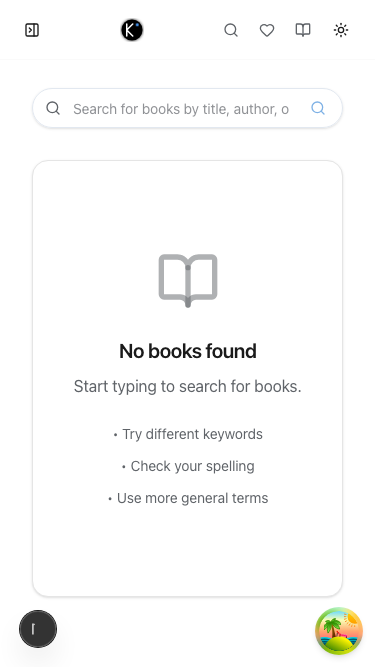 K
Search for books by title, author, o
No books found
Start typing to search for books.
• Try different keywords
• Check your spelling
• Use more general terms